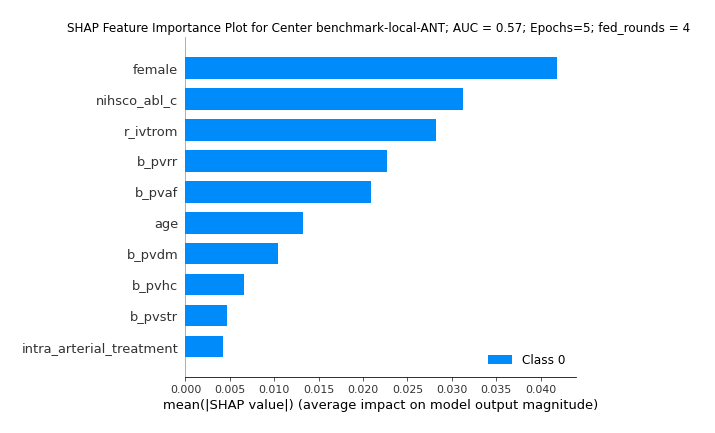 SHAP Feature Importance Plot for Center benchmark-local-ANT; AUC = 0.57; Epochs=5; fed_rounds = 4
female
nihsco_abl_c
r_ivtrom
b_pvrr
b_pvaf
age
b_pvdm
b_pvhc
b_pvstr
intra_arterial_treatment
Class 0
0.000 0.005 0.010 0.015 0.020 0.025 0.030 0.035 0.040
mean(|SHAP value|) (average impact on model output magnitude)